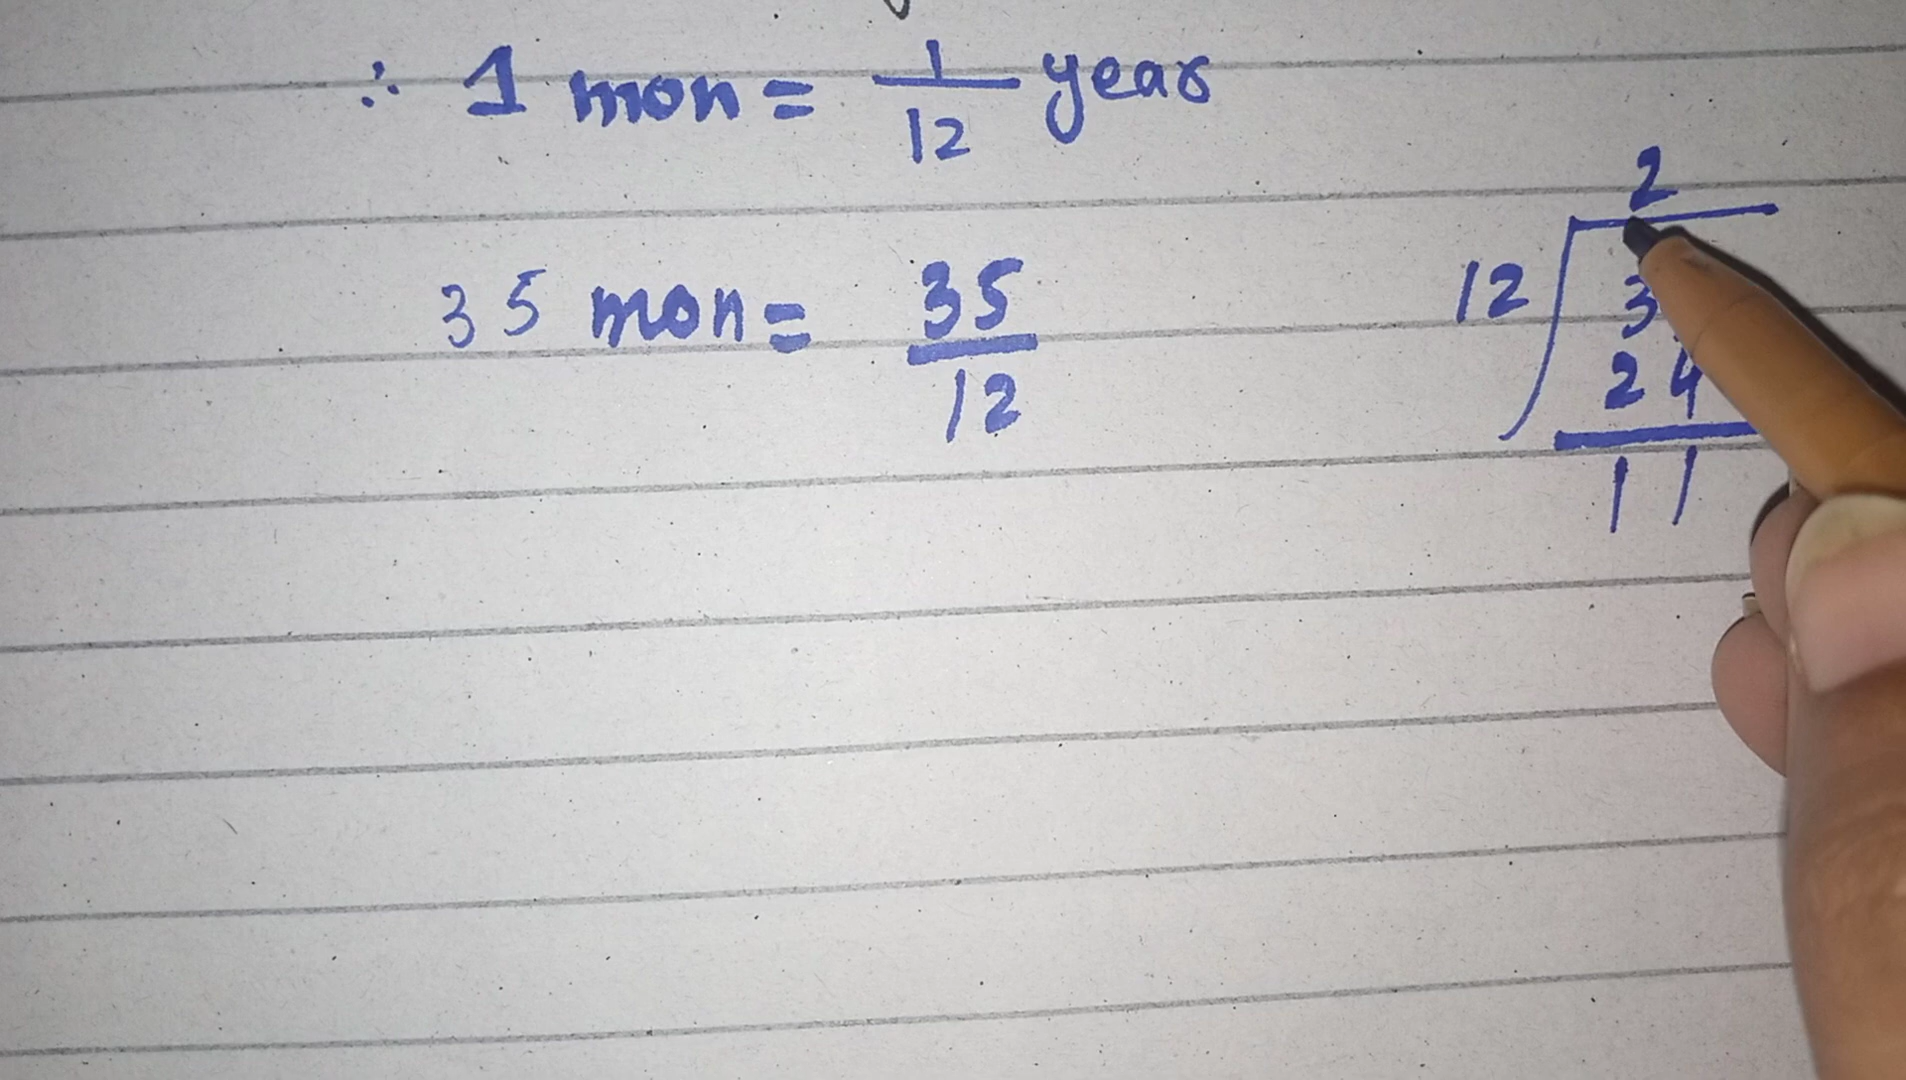 ∴ 1 mon = 1/12 year
35 mon = 35/12
2
12 3
24
11